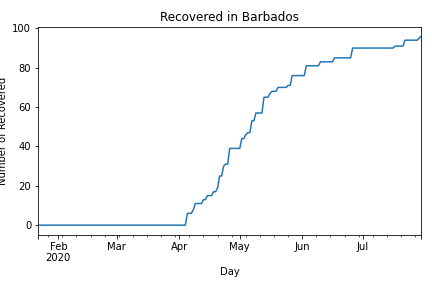 Recovered in Barbados
100
80
60
40
20
0
Number of Recovered
Feb
2020
Mar
Apr
May
Jun
Jul
Day